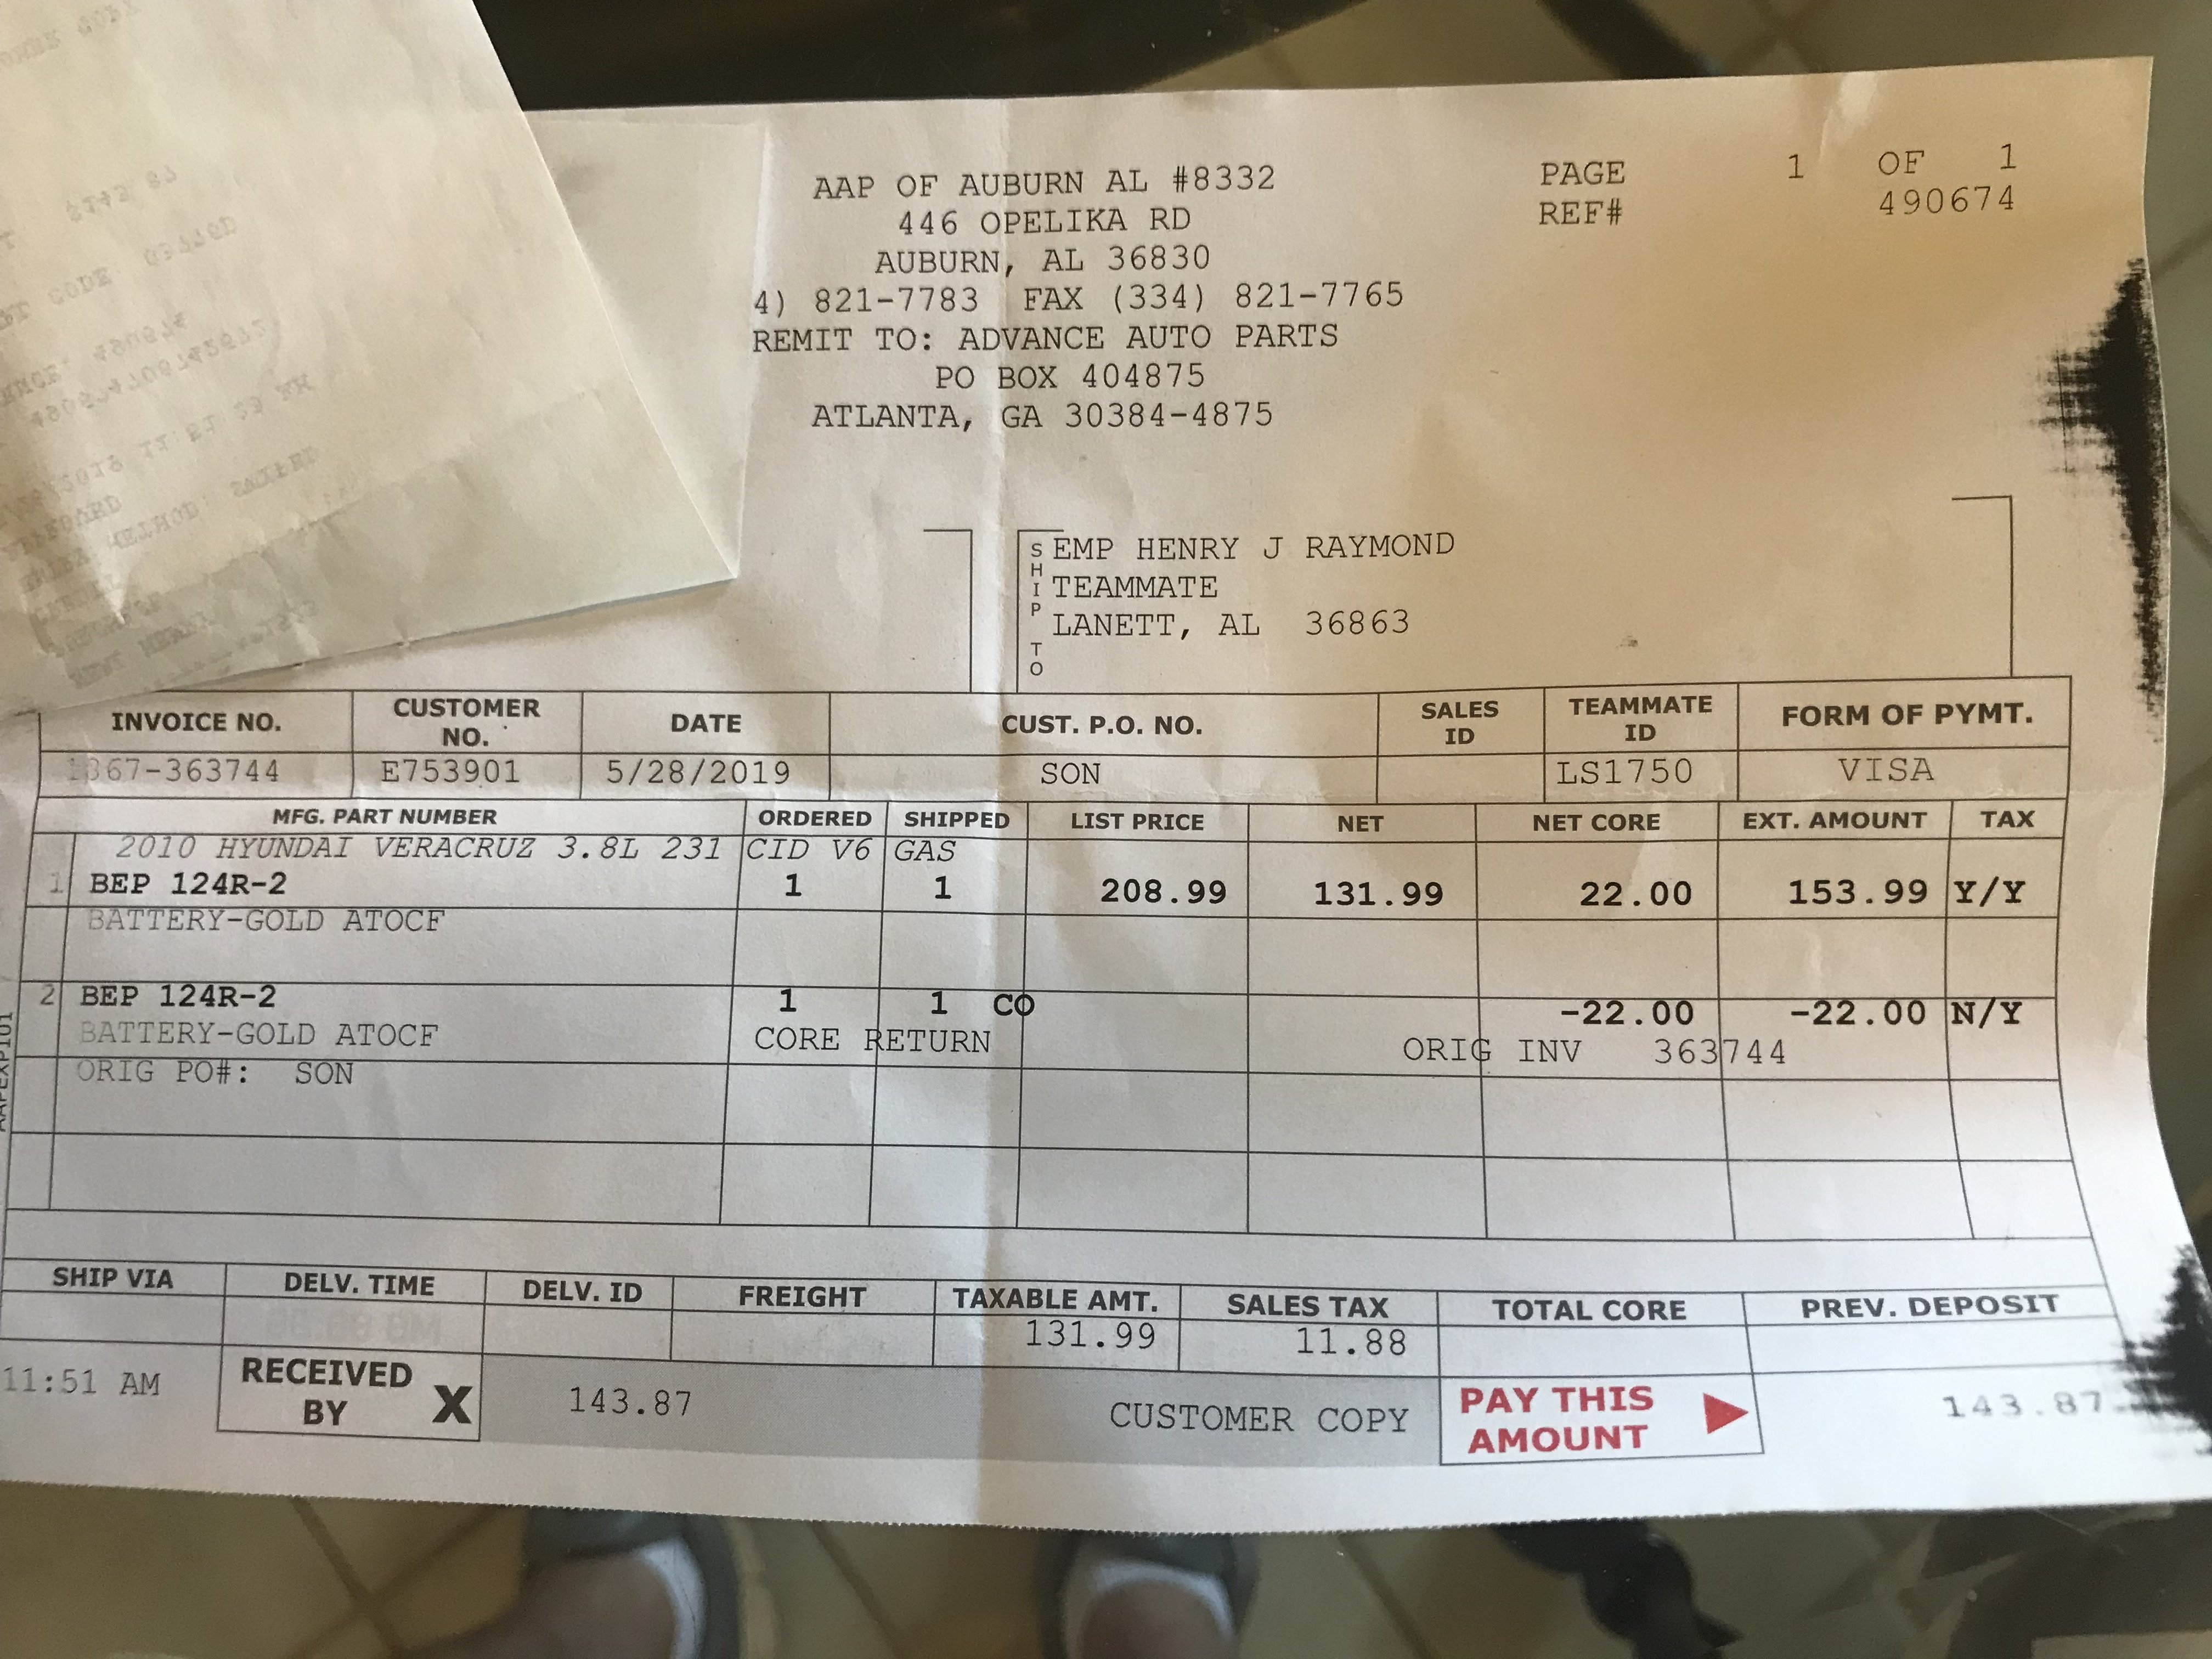 AAP OF AUBURN AL #8332
446 OPELIKA RD
AUBURN, AL 36830
4) 821-7783 FAX (334) 821-7765
REMIT TO: ADVANCE AUTO PARTS
PO BOX 404875
ATLANTA, GA 30384-4875
PAGE 1 OF 1
REF# 490674
SHIP TO
EMP HENRY J RAYMOND
TEAMMATE
LANETT, AL 36863
INVOICE NO. CUSTOMER NO. DATE CUST. P.O. NO. SALES ID TEAMMATE ID FORM OF PYMT.
1367-363744 E753901 5/28/2019 SON LS1750 VISA
MFG. PART NUMBER ORDERED SHIPPED LIST PRICE NET NET CORE EXT. AMOUNT TAX
2010 HYUNDAI VERACRUZ 3.8L 231 CID V6 GAS
1 BEP 124R-2 1 1 208.99 131.99 22.00 153.99 Y/Y
BATTERY-GOLD ATOCF
2 BEP 124R-2 1 1 CO -22.00 -22.00 N/Y
BATTERY-GOLD ATOCF CORE RETURN ORIG INV 363744
ORIG PO#: SON
SHIP VIA DELV. TIME DELV. ID FREIGHT TAXABLE AMT. SALES TAX TOTAL CORE PREV. DEPOSIT
131.99 11.88
11:51 AM RECEIVED BY X 143.87 CUSTOMER COPY PAY THIS AMOUNT 143.87